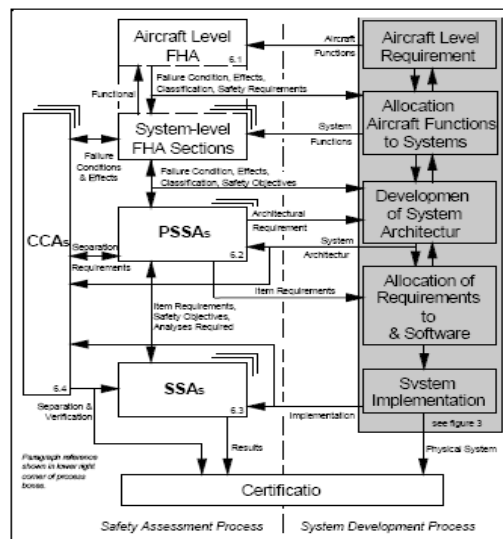 Aircraft Level
FHA
6.1
Aircraft
Functions
Aircraft Level
Requirement
Functional
Failure Condition, Effects,
Classification, Safety Requirements
System-level
FHA Sections
System
Functions
Allocation
Aircraft Functions
to Systems
Failure
Conditions
& Effects
Failure Condition, Effects,
Classification, Safety Objectives
CCAs
Separation
Requirements
PSSAs
6.2
Architectural
Requirement
System
Architectur
Developmen
of System
Architectur
Item Requirements
Allocation of
Requirements
to
& Software
Item Requirements,
Safety Objectives,
Analyses Required
6.4
Separation &
Verification
SSAs
6.3
Implementation
System
Implementation
see figure 3
Results
Physical System
Paragraph reference
shown in lower right
corner of process
boxes.
Certificatio
Safety Assessment Process
System Development Process